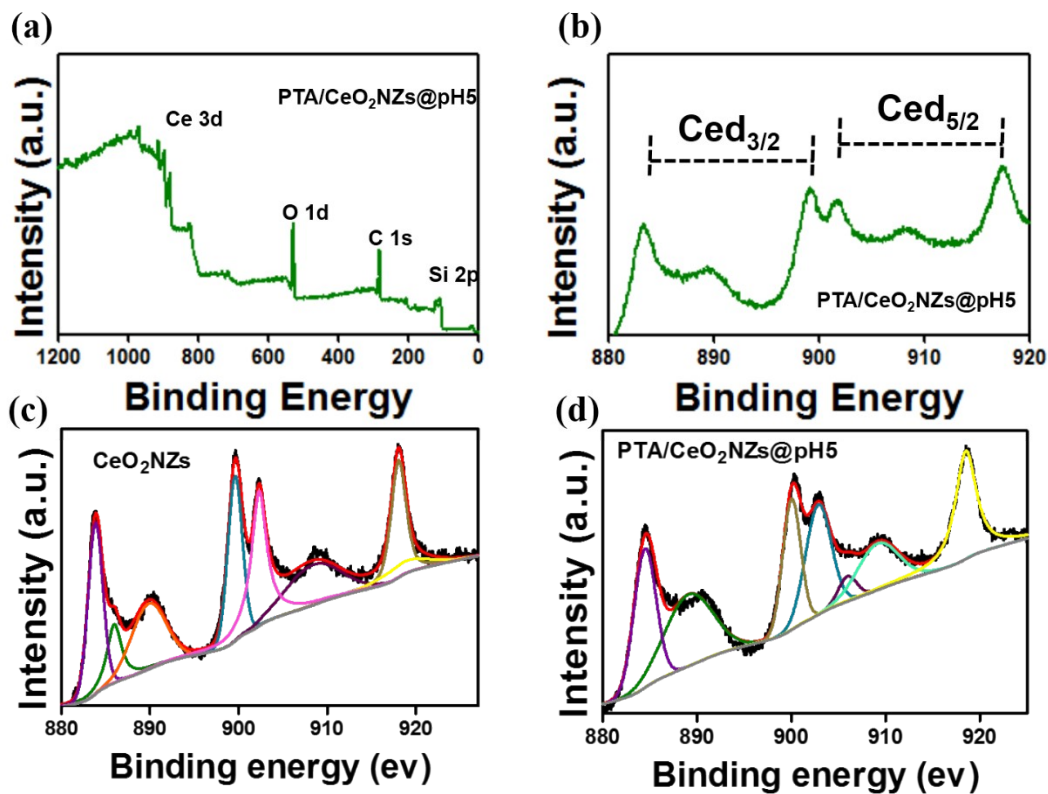 (a)
PTA/CeO2NZs@pH5
Ce 3d
O 1d
C 1s
Si 2p
Intensity (a.u.)
1200 1000 800 600 400 200 0
Binding Energy
(b)
Ced3/2
Ced5/2
PTA/CeO2NZs@pH5
Intensity (a.u.)
880 890 900 910 920
Binding Energy
(c)
CeO2NZs
Intensity (a.u.)
880 890 900 910 920
Binding energy (ev)
(d)
PTA/CeO2NZs@pH5
Intensity (a.u.)
880 890 900 910 920
Binding energy (ev)